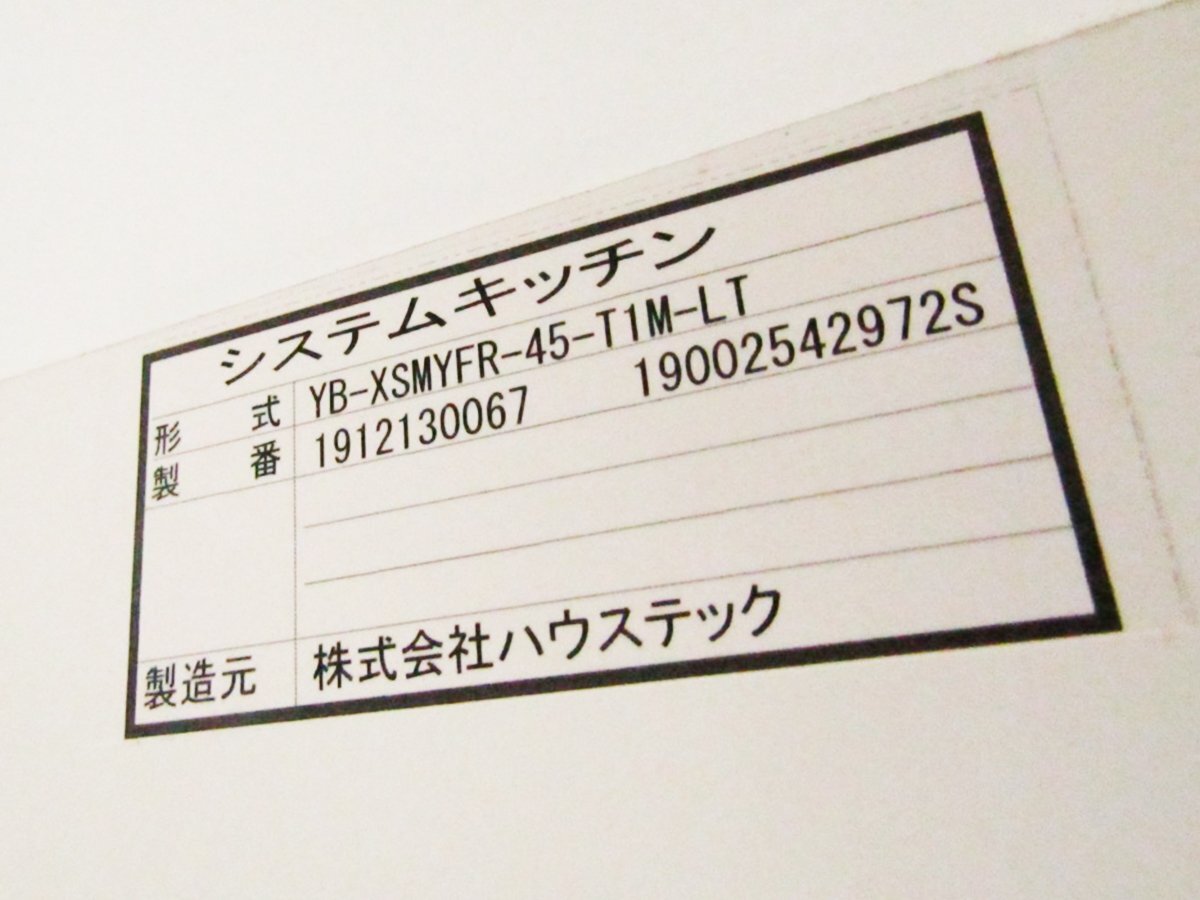 システムキッチン
形式 YB-XSMYFR-45-T1M-LT
製番 1912130067 19002542972S
製造元 株式会社ハウステック